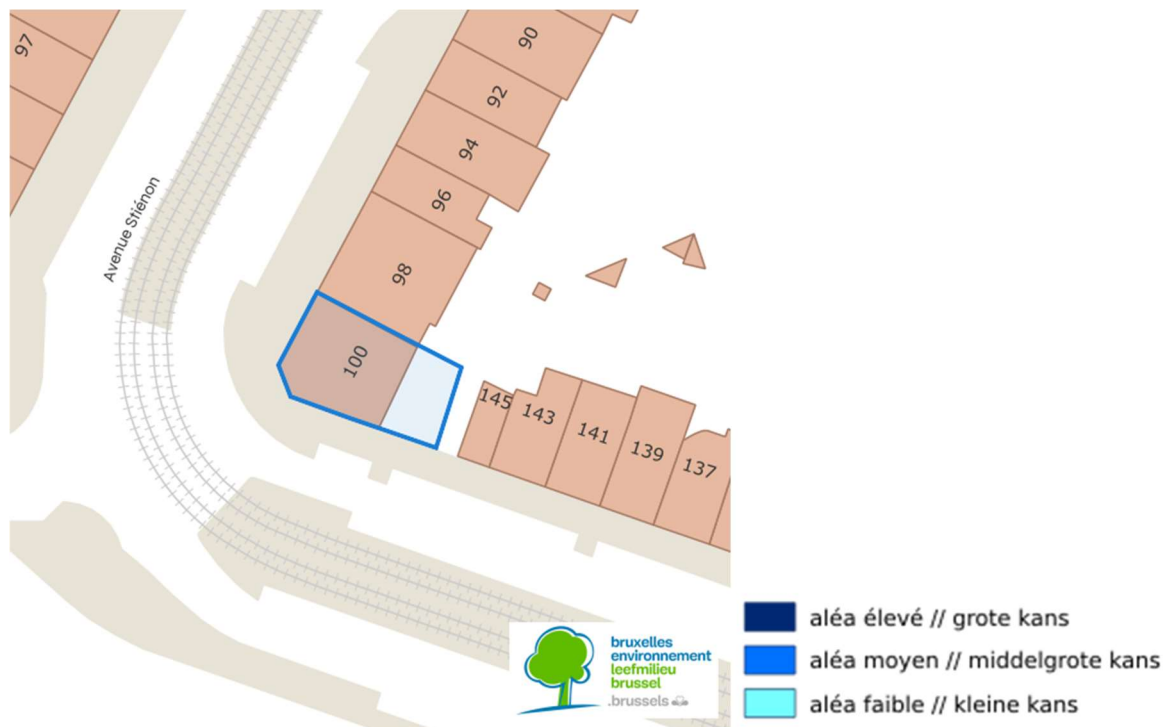 97
90
92
94
96
98
100
Avenue Stiénon
145
143
141
139
137
bruxelles
environnement
leefmilieu
brussel
.brussels
aléa élevé // grote kans
aléa moyen // middelgrote kans
aléa faible // kleine kans